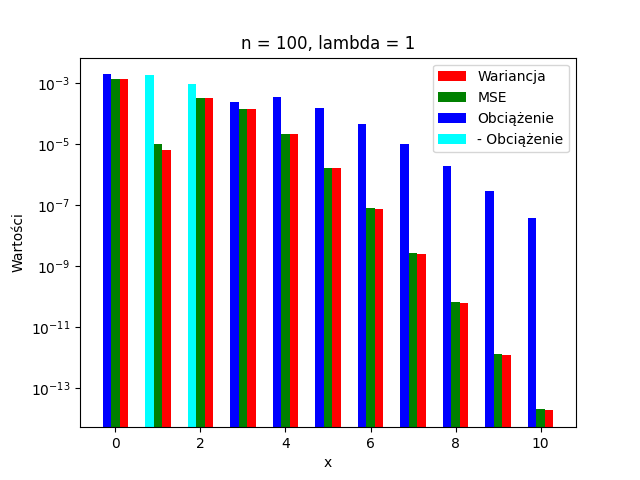 n = 100, lambda = 1
Wariancja
MSE
Obciążenie
- Obciążenie
Wartości
10⁻³
10⁻⁵
10⁻⁷
10⁻⁹
10⁻¹¹
10⁻¹³
0 2 4 6 8 10
x